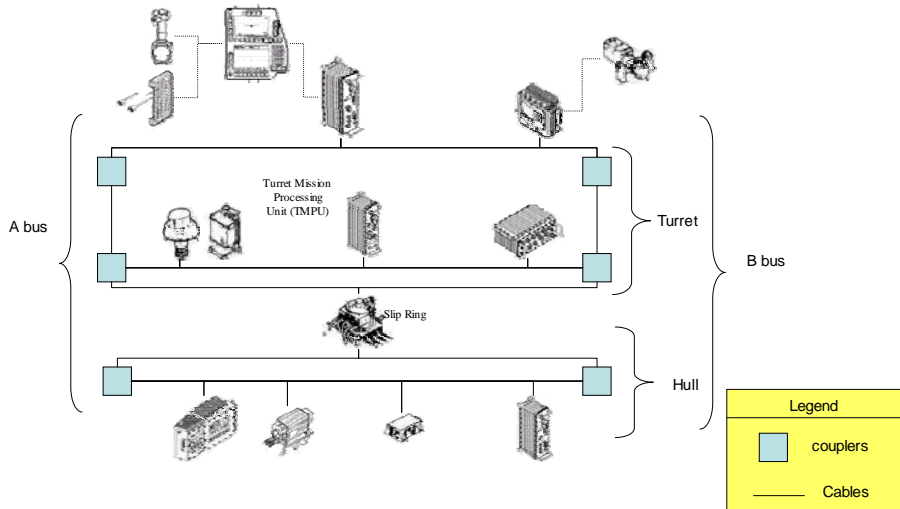 Turret Mission
Processing
Unit (TMPU)
A bus
Turret
B bus
Slip Ring
Hull
Legend
couplers
Cables